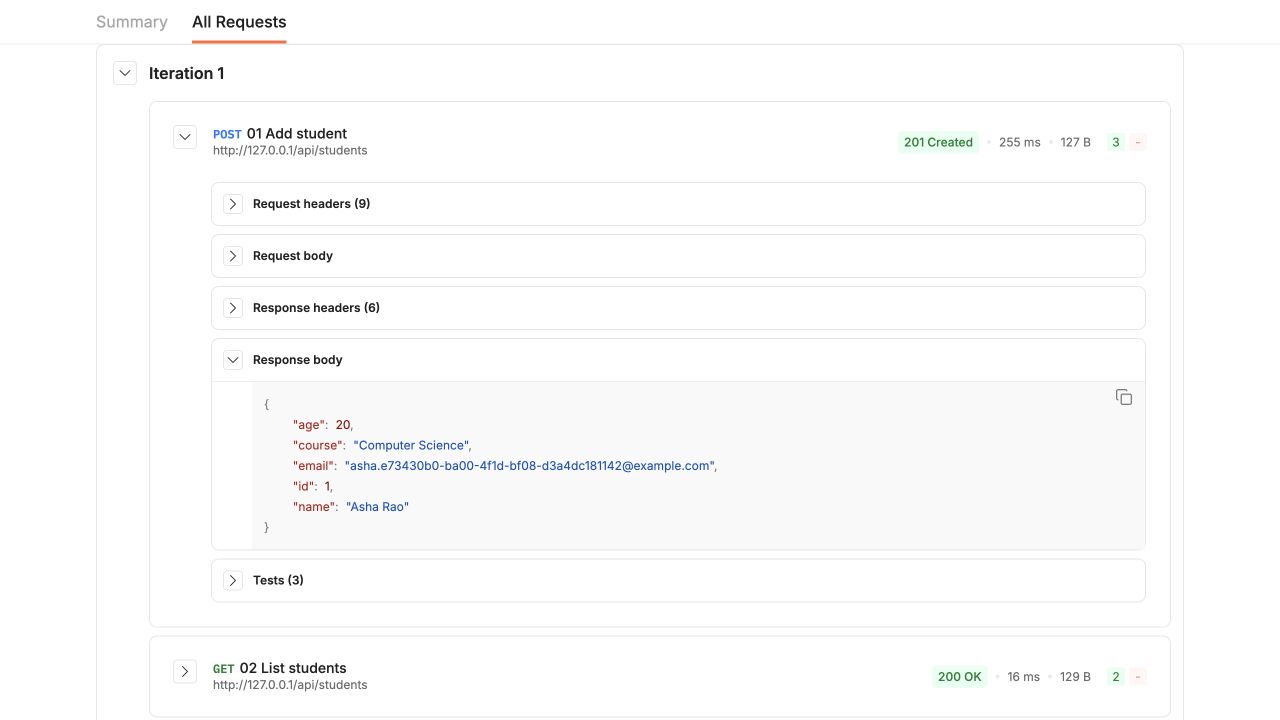 Summary All Requests
Iteration 1
POST 01 Add student
http://127.0.0.1/api/students
201 Created • 255 ms • 127 B 3 -
Request headers (9)
Request body
Response headers (6)
Response body
{
"age": 20,
"course": "Computer Science",
"email": "asha.e73430b0-ba00-4f1d-bf08-d3a4dc181142@example.com",
"id": 1,
"name": "Asha Rao"
}
Tests (3)
GET 02 List students
http://127.0.0.1/api/students
200 OK • 16 ms • 129 B 2 -